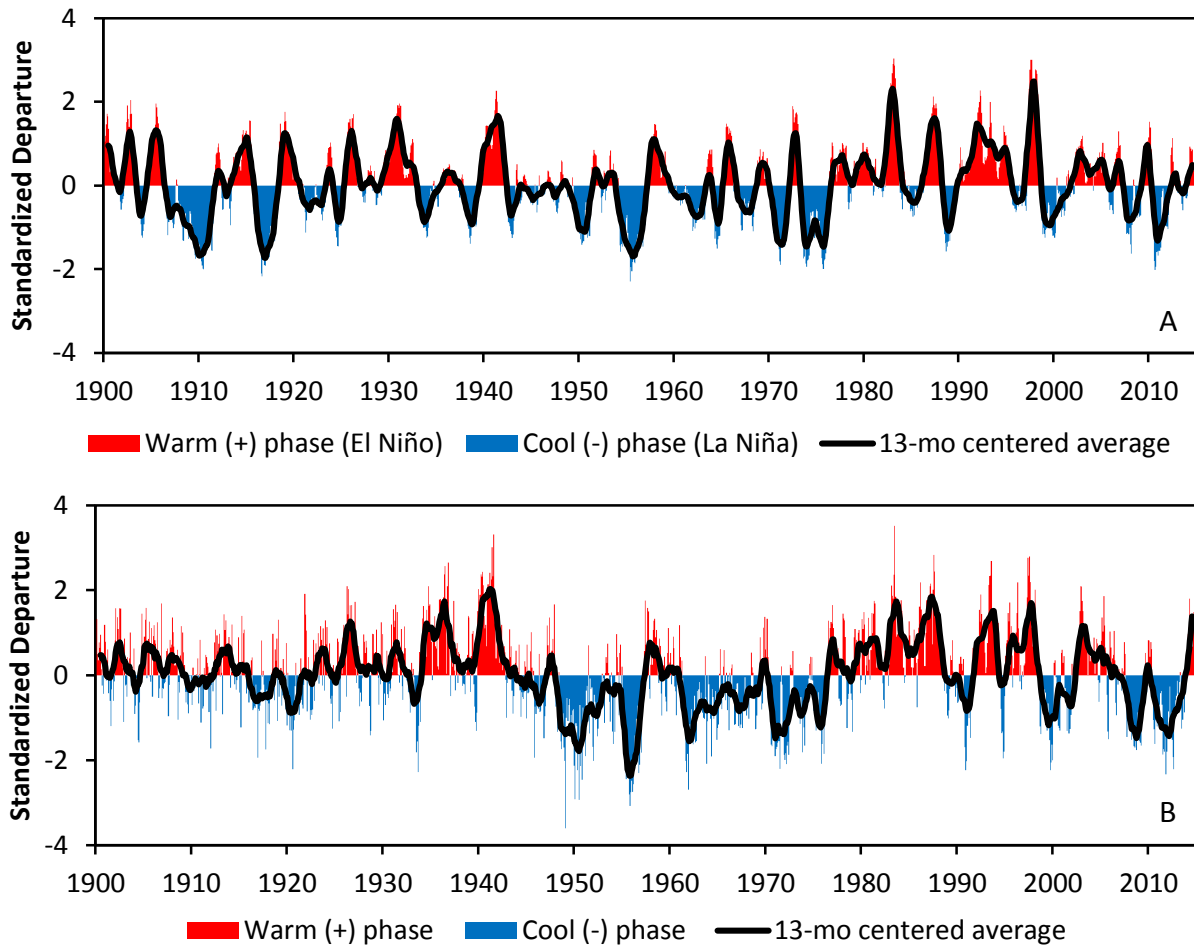 Standardized Departure
4
2
0
-2
-4
A
1900 1910 1920 1930 1940 1950 1960 1970 1980 1990 2000 2010
Warm (+) phase (El Niño) Cool (-) phase (La Niña) 13-mo centered average
Standardized Departure
4
2
0
-2
-4
B
1900 1910 1920 1930 1940 1950 1960 1970 1980 1990 2000 2010
Warm (+) phase Cool (-) phase 13-mo centered average